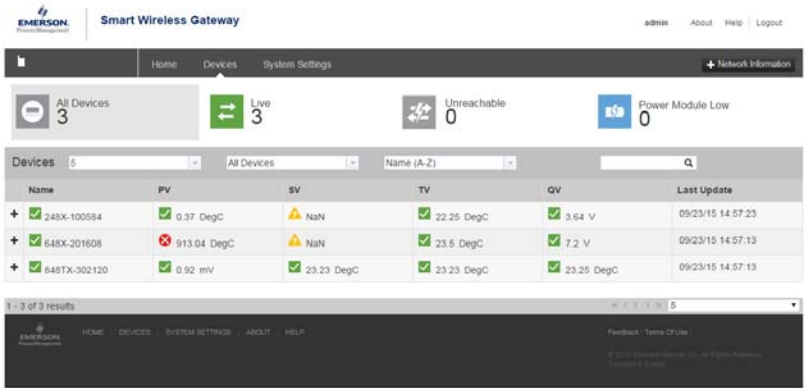 EMERSON.
Process Management
Smart Wireless Gateway
admin About Help Logout
Home Devices System Settings
+ Network Information
All Devices
3
Live
3
Unreachable
0
Power Module Low
0
Devices 5 All Devices Name (A-Z)
Name PV SV TV QV Last Update
+ 248X-100584 0.37 DegC NaN 22.25 DegC 3.64 V 09/23/15 14:57:23
+ 648X-201608 913.04 DegC NaN 23.5 DegC 7.2 V 09/23/15 14:57:13
+ 848TX-302120 0.92 mV 23.23 DegC 23.23 DegC 23.25 DegC 09/23/15 14:57:13
1 - 3 of 3 results
1 5
EMERSON.
Process Management
HOME | DEVICES | SYSTEM SETTINGS | ABOUT | HELP
Feedback | Terms Of Use |